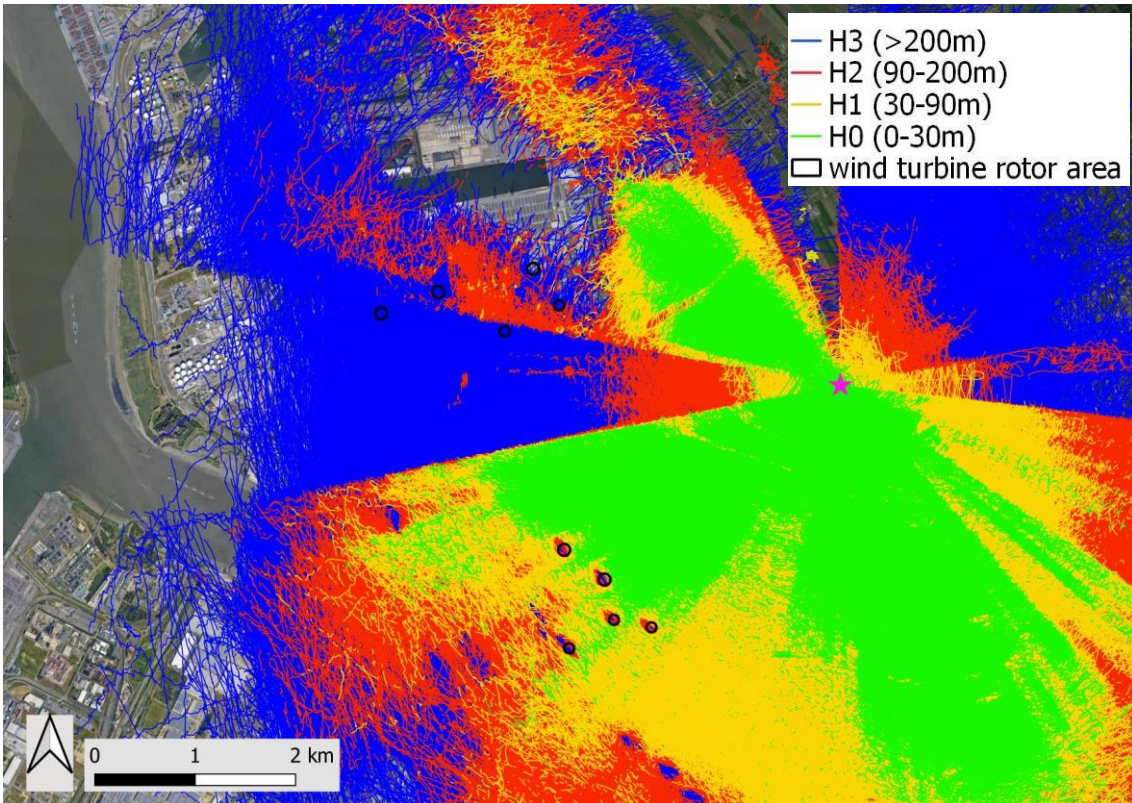 H3 (>200m)
H2 (90-200m)
H1 (30-90m)
H0 (0-30m)
wind turbine rotor area
0 1 2 km